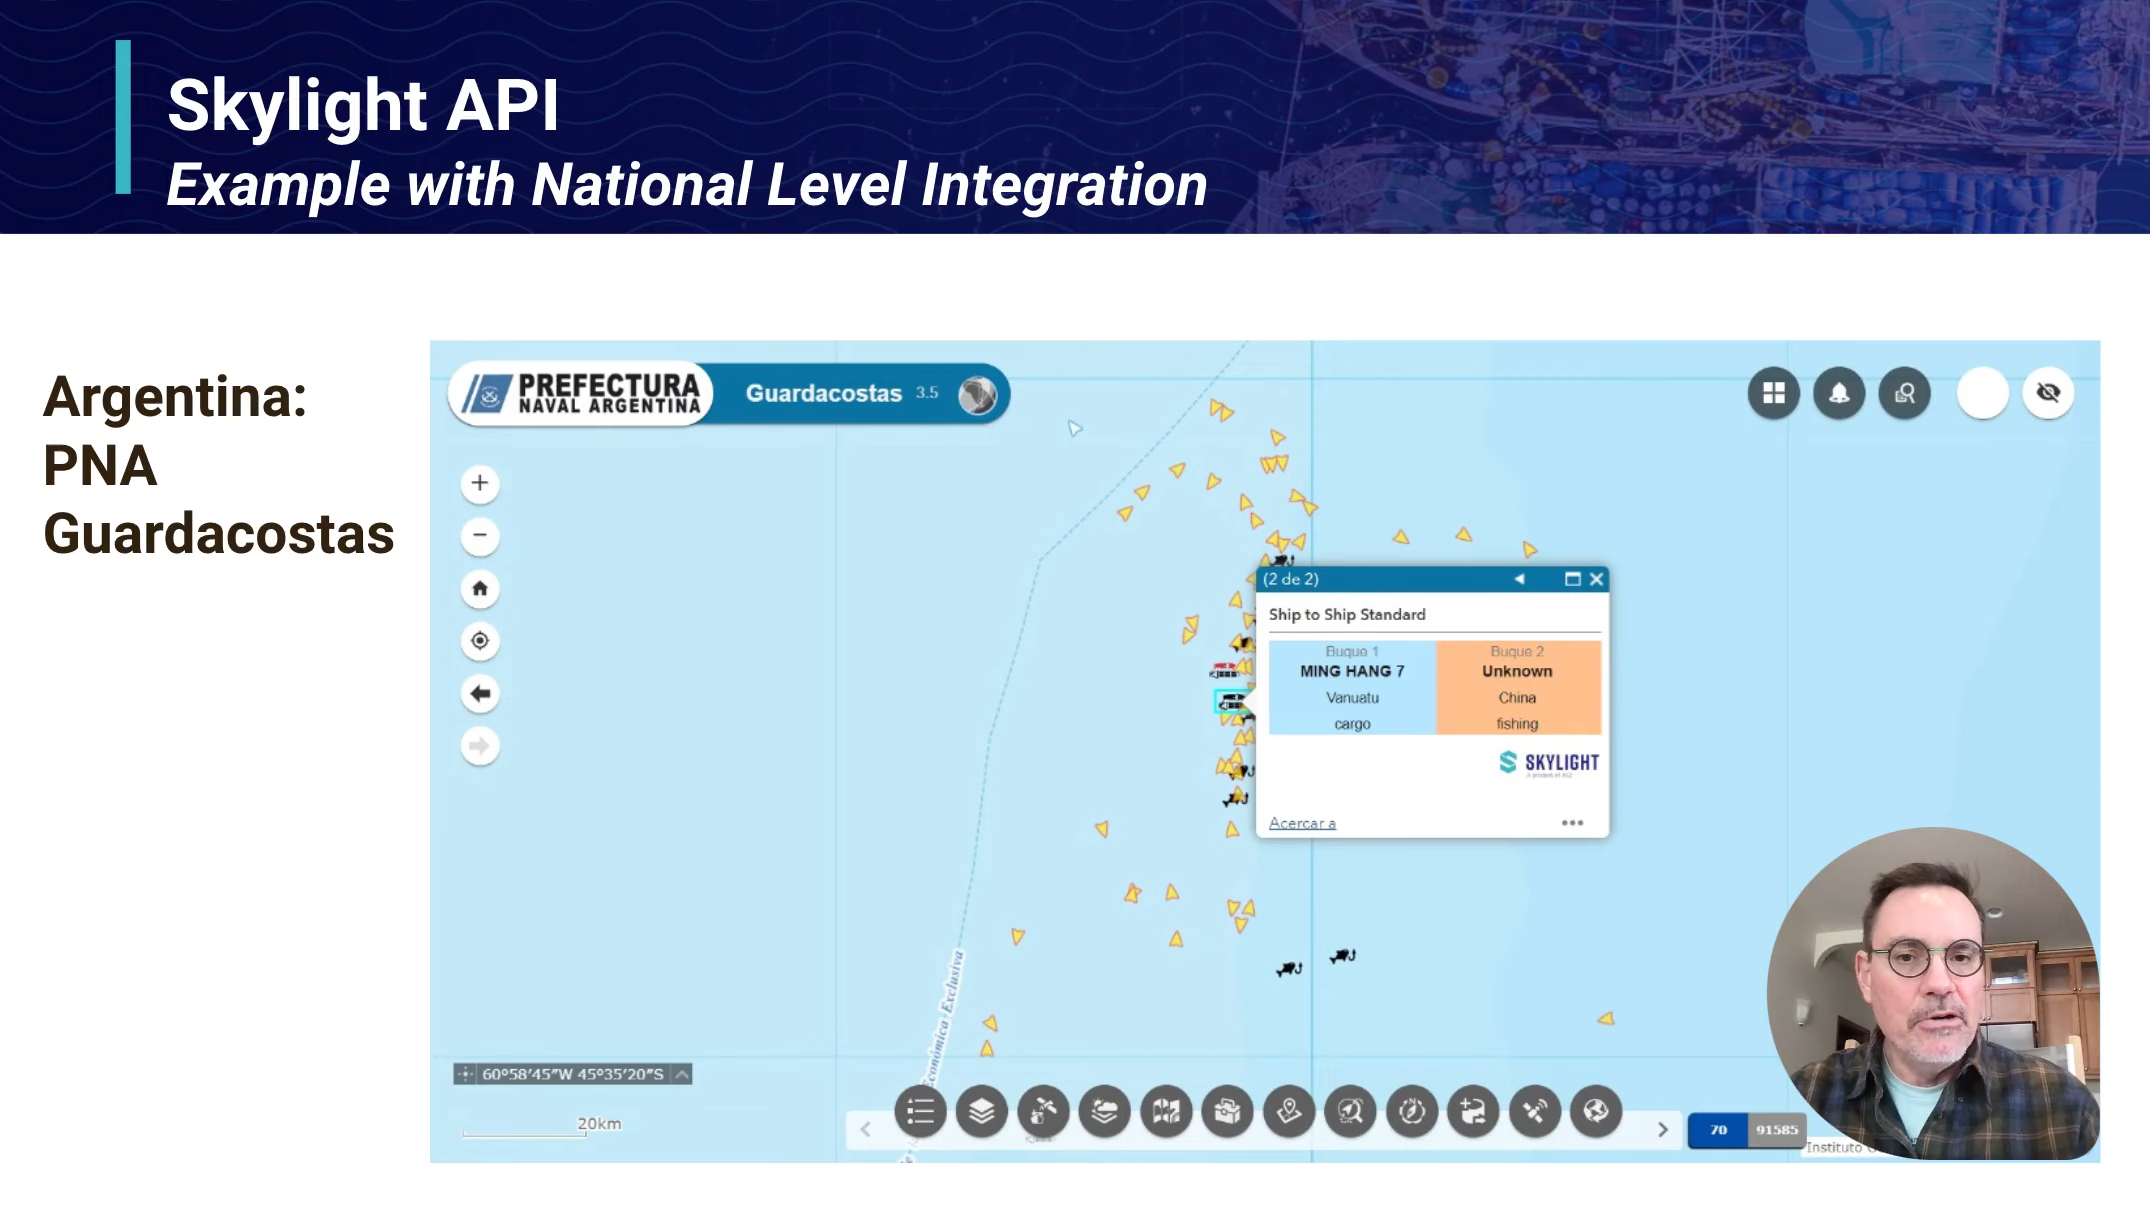 Skylight API
Example with National Level Integration
Argentina:
PNA
Guardacostas
PREFECTURA
NAVAL ARGENTINA
Guardacostas 3.5
(2 de 2)
Ship to Ship Standard
Buque 1
MING HANG 7
Vanuatu
cargo
Buque 2
Unknown
China
fishing
SKYLIGHT
Acercar a
Económica Exclusiva
60°58'45"W 45°35'20"S
20km
70 91585
Instituto